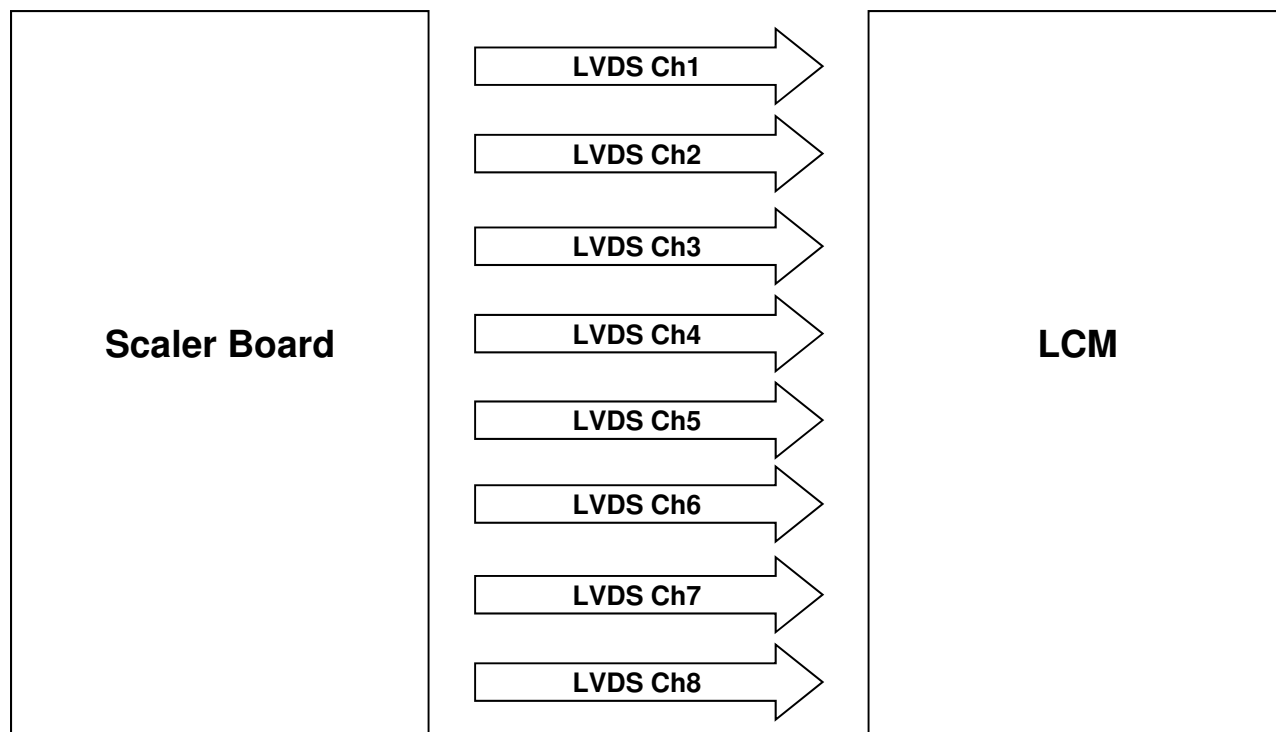 Scaler Board
LVDS Ch1
LVDS Ch2
LVDS Ch3
LVDS Ch4
LVDS Ch5
LVDS Ch6
LVDS Ch7
LVDS Ch8
LCM